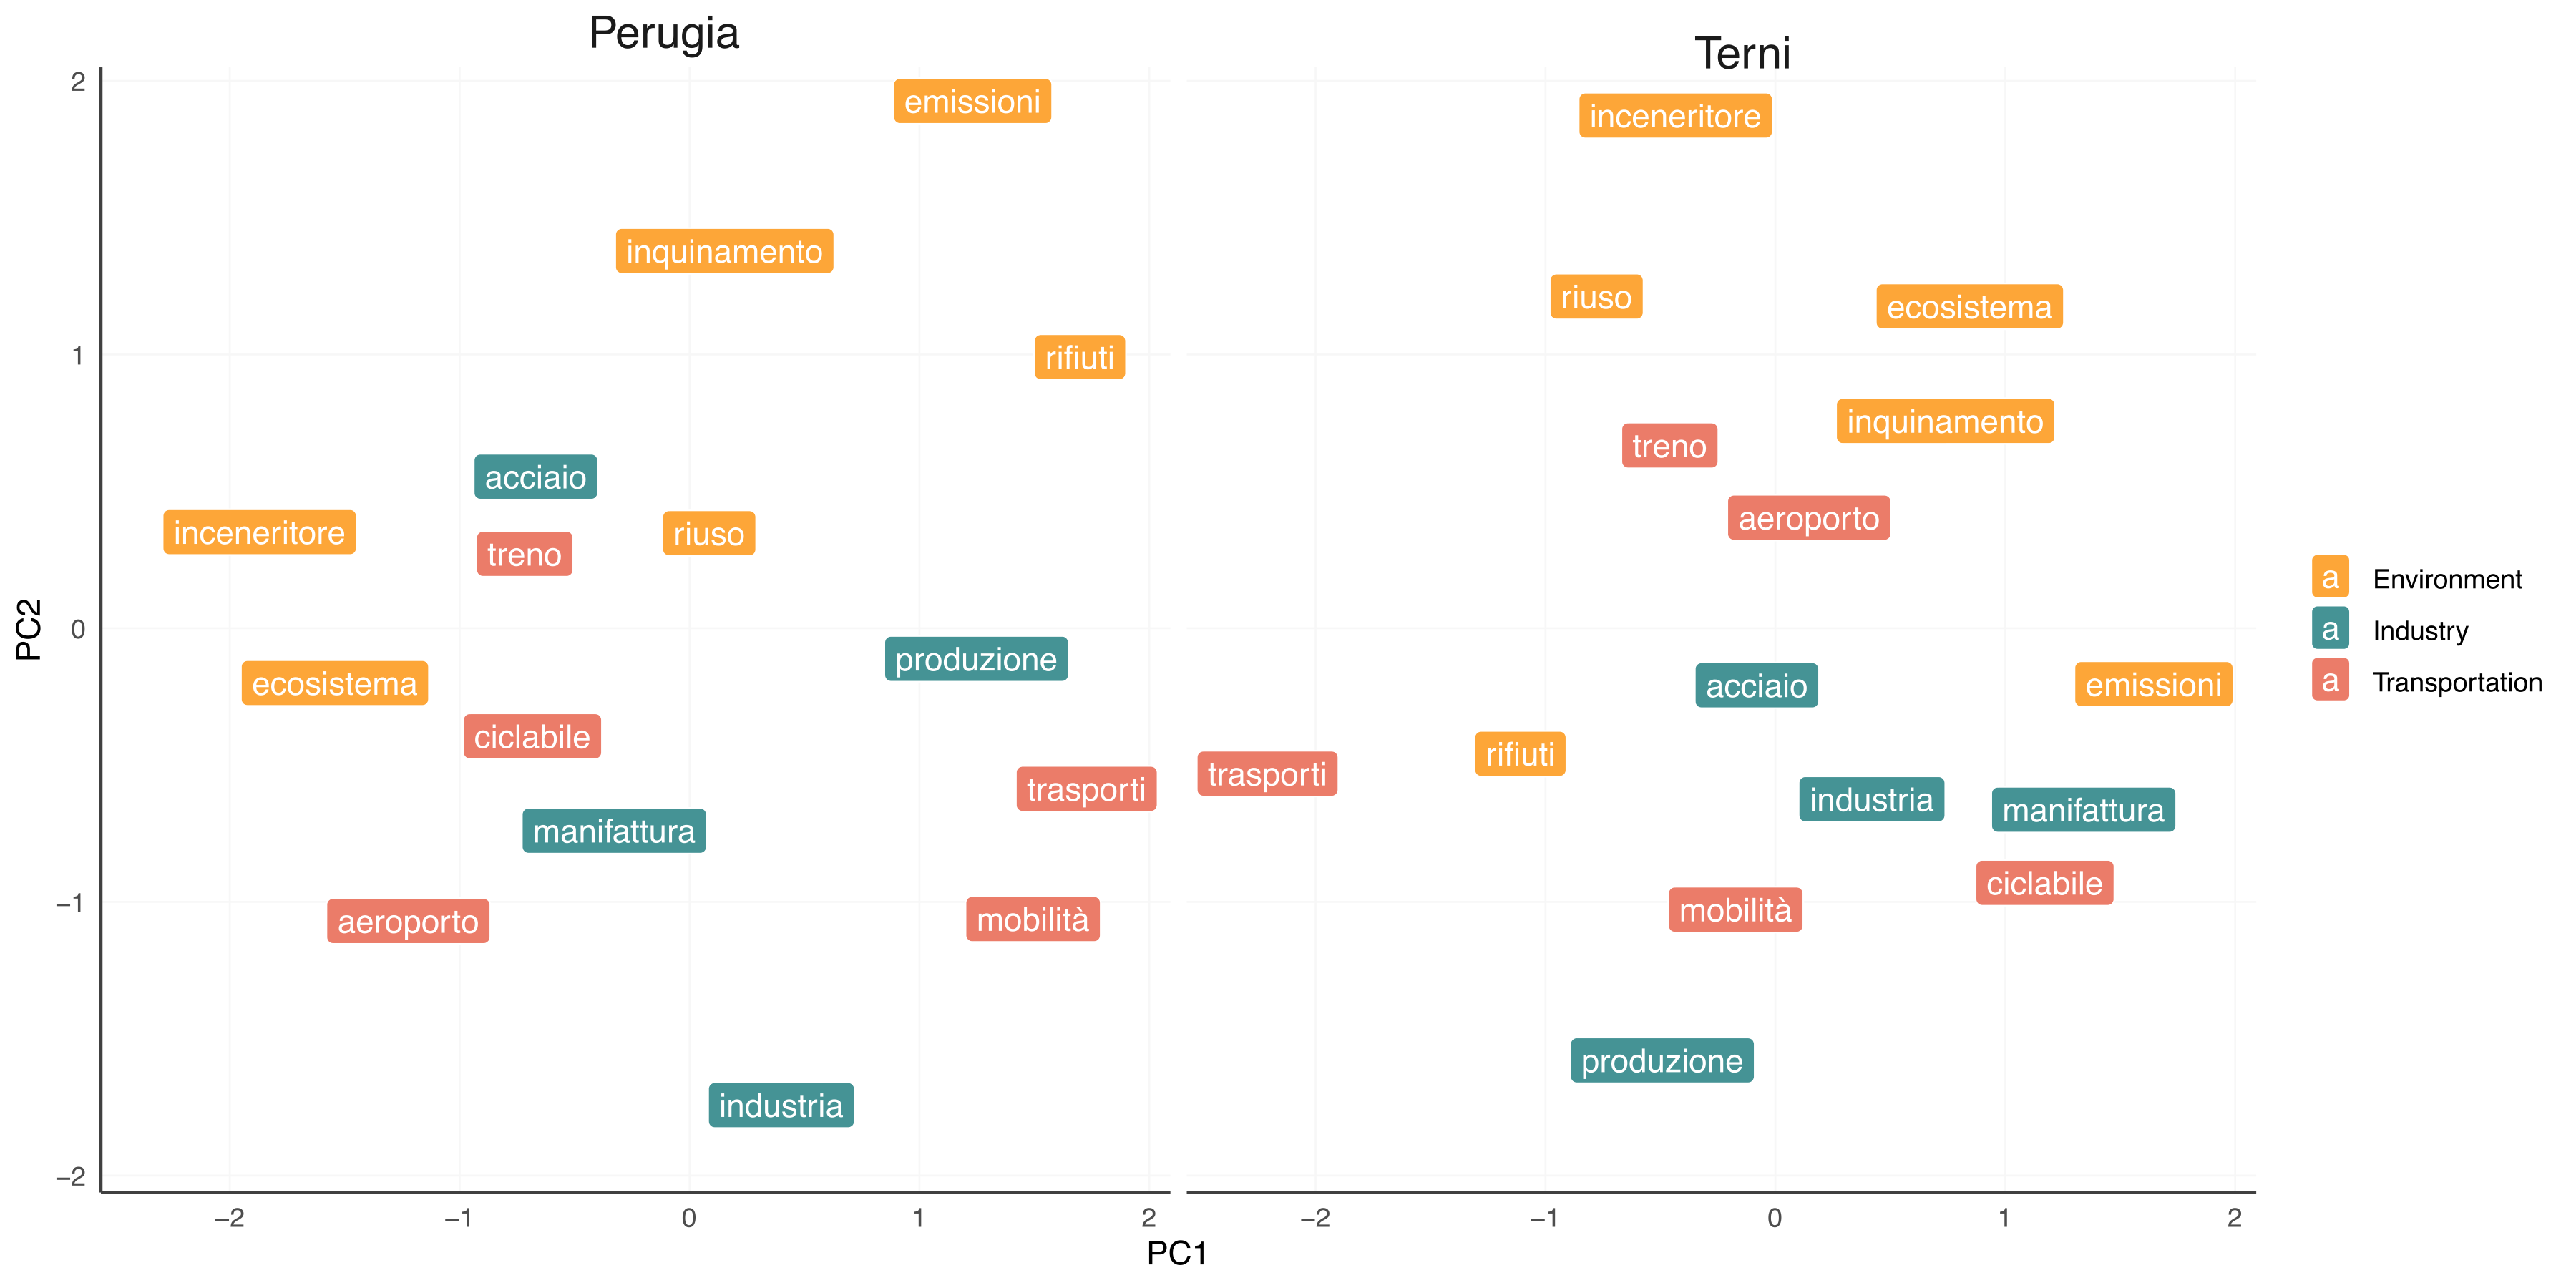 Perugia
Terni
PC2
2
1
0
−1
−2
emissioni
inquinamento
rifiuti
acciaio
inceneritore
riuso
treno
produzione
ecosistema
ciclabile
trasporti
manifattura
aeroporto
mobilità
industria
−2
−1
0
1
2
inceneritore
riuso
ecosistema
inquinamento
treno
aeroporto
acciaio
emissioni
rifiuti
trasporti
industria
manifattura
ciclabile
mobilità
produzione
−2
−1
0
1
2
PC1
a Environment
a Industry
a Transportation